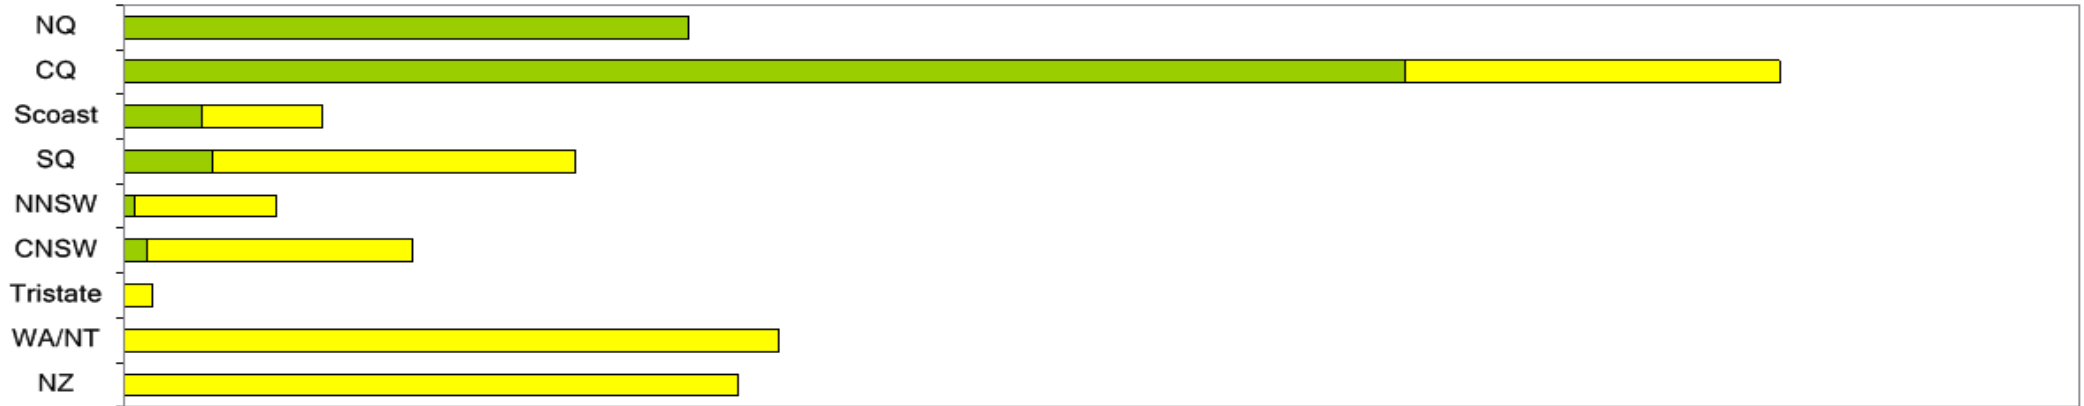 NQ
CQ
Scoast
SQ
NNSW
CNSW
Tristate
WA/NT
NZ